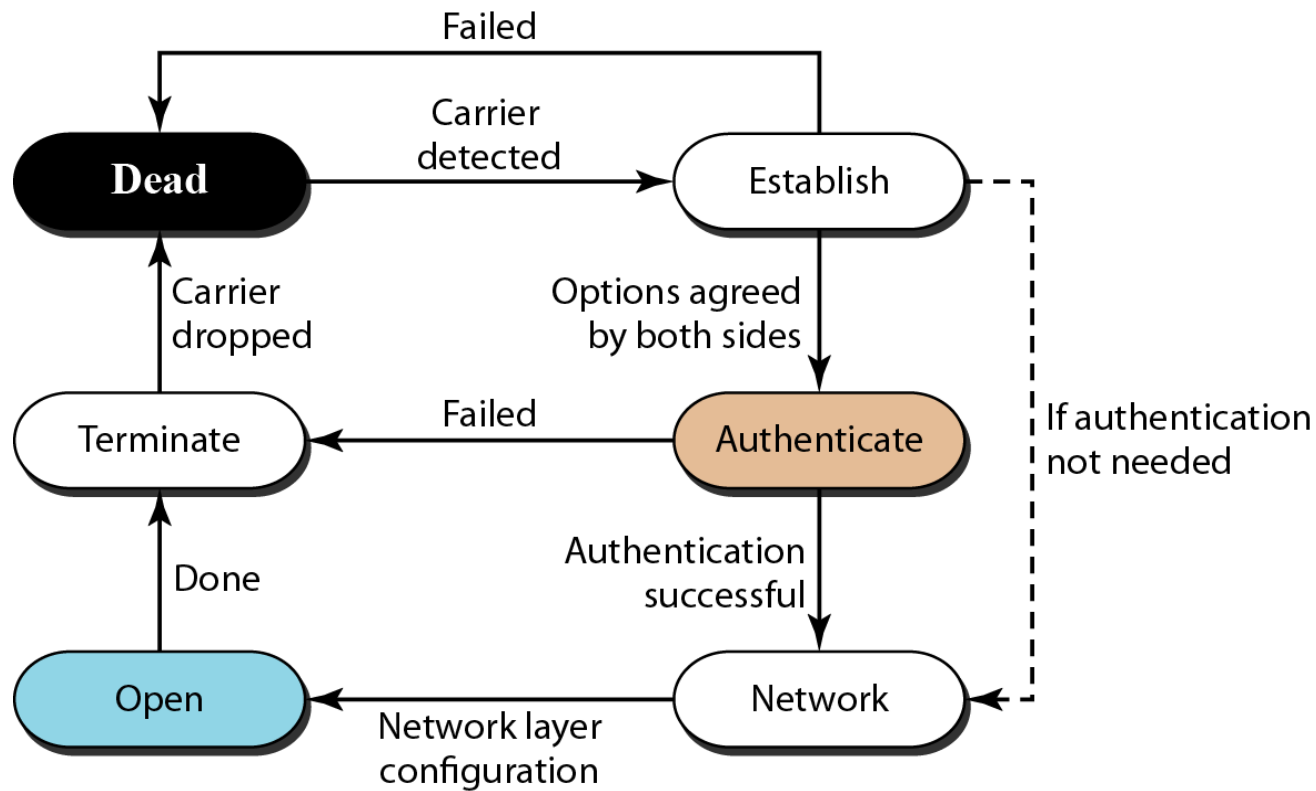 Failed
Carrier
detected
Dead
Establish
Carrier
dropped
Options agreed
by both sides
If authentication
not needed
Failed
Terminate
Authenticate
Done
Authentication
successful
Open
Network
Network layer
configuration